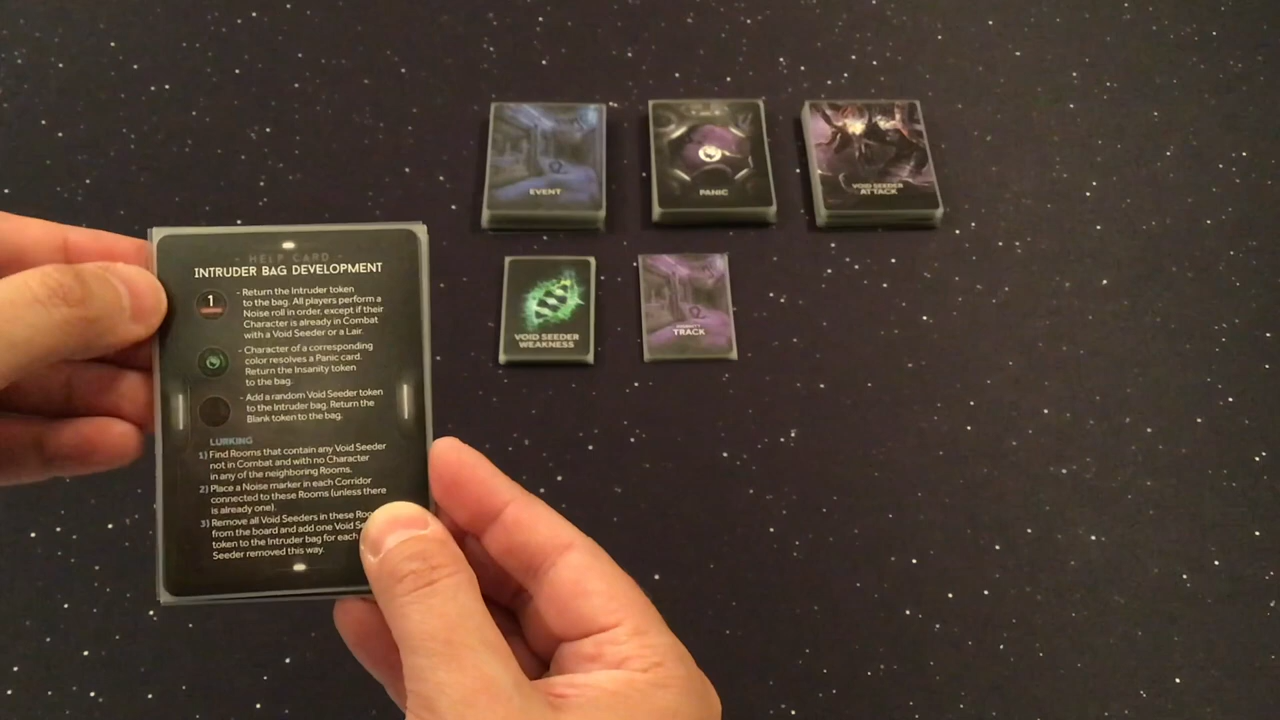 EVENT
PANIC
VOID SEEDER
ATTACK
- HELP CARD -
INTRUDER BAG DEVELOPMENT
1
- Return the Intruder token
to the bag. All players perform a
Noise roll in order, except if their
Character is already in Combat
with a Void Seeder or a Lair.
- Character of a corresponding
color resolves a Panic card.
Return the Insanity token
to the bag.
- Add a random Void Seeder token
to the Intruder bag. Return the
Blank token to the bag.
LURKING
1) Find Rooms that contain any Void Seeder
not in Combat and with no Character
in any of the neighboring Rooms.
2) Place a Noise marker in each Corridor
connected to these Rooms (unless there
is already one).
3) Remove all Void Seeders in these
from the board and add one Void
token to the Intruder bag for each
Seeder removed this way.
VOID SEEDER
WEAKNESS
TRACK